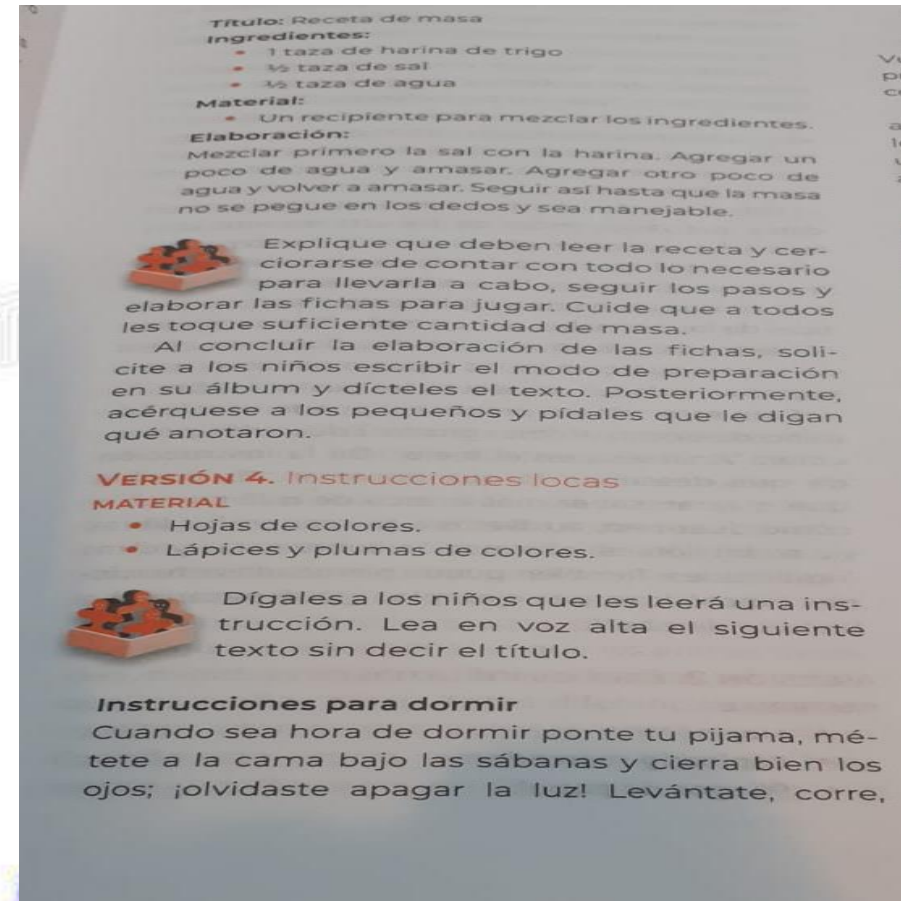 Título: Receta de masa
Ingredientes:
• 1 taza de harina de trigo
• ½ taza de sal
• ½ taza de agua
Material:
• Un recipiente para mezclar los ingredientes.
Elaboración:
Mezclar primero la sal con la harina. Agregar un
poco de agua y amasar. Agregar otro poco de
agua y volver a amasar. Seguir así hasta que la masa
no se pegue en los dedos y sea manejable.
Explique que deben leer la receta y cer-
ciorarse de contar con todo lo necesario
para llevarla a cabo, seguir los pasos y
elaborar las fichas para jugar. Cuide que a todos
les toque suficiente cantidad de masa.
Al concluir la elaboración de las fichas, soli-
cite a los niños escribir el modo de preparación
en su álbum y dícteles el texto. Posteriormente,
acérquese a los pequeños y pídales que le digan
qué anotaron.
VERSIÓN 4. Instrucciones locas
MATERIAL
• Hojas de colores.
• Lápices y plumas de colores.
Dígales a los niños que les leerá una ins-
trucción. Lea en voz alta el siguiente
texto sin decir el título.
Instrucciones para dormir
Cuando sea hora de dormir ponte tu pijama, mé-
tete a la cama bajo las sábanas y cierra bien los
ojos; ¡olvidaste apagar la luz! Levántate, corre,